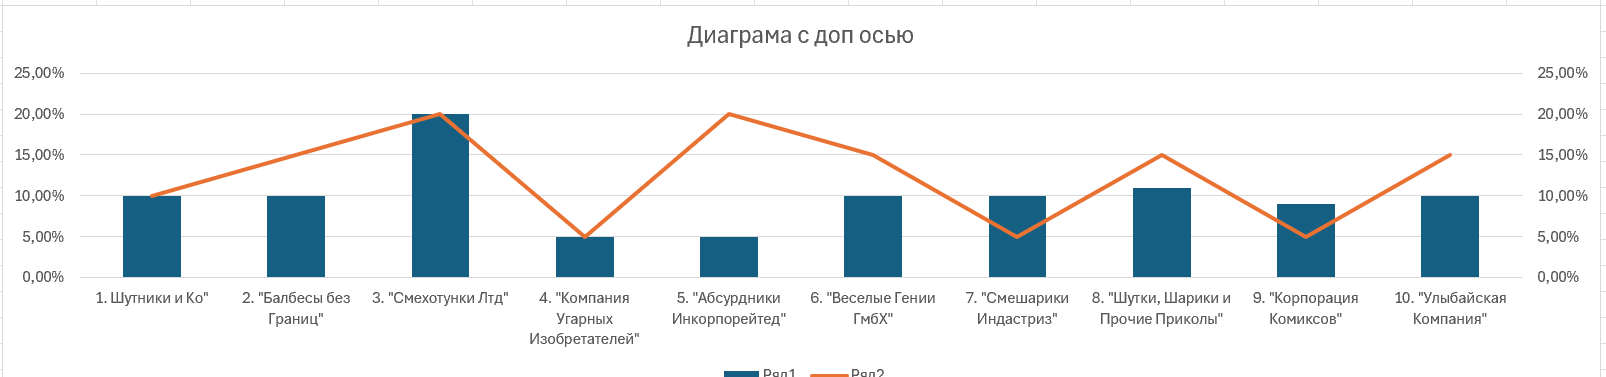 Диаграма с доп осью
25,00% 25,00%
20,00% 20,00%
15,00% 15,00%
10,00% 10,00%
5,00% 5,00%
0,00% 0,00%
1. Шутники и Ко" 2. "Балбесы без 3. "Смехотунки Лтд" 4. "Компания 5. "Абсурдники 6. "Веселые Гении 7. "Смешарики 8. "Шутки, Шарики и 9. "Корпорация 10. "Улыбайская
Границ" Угарных Инкорпорейтед" ГмбХ" Индастриз" Прочие Приколы" Комиксов" Компания"
Изобретателей"
Ряд1 Ряд2